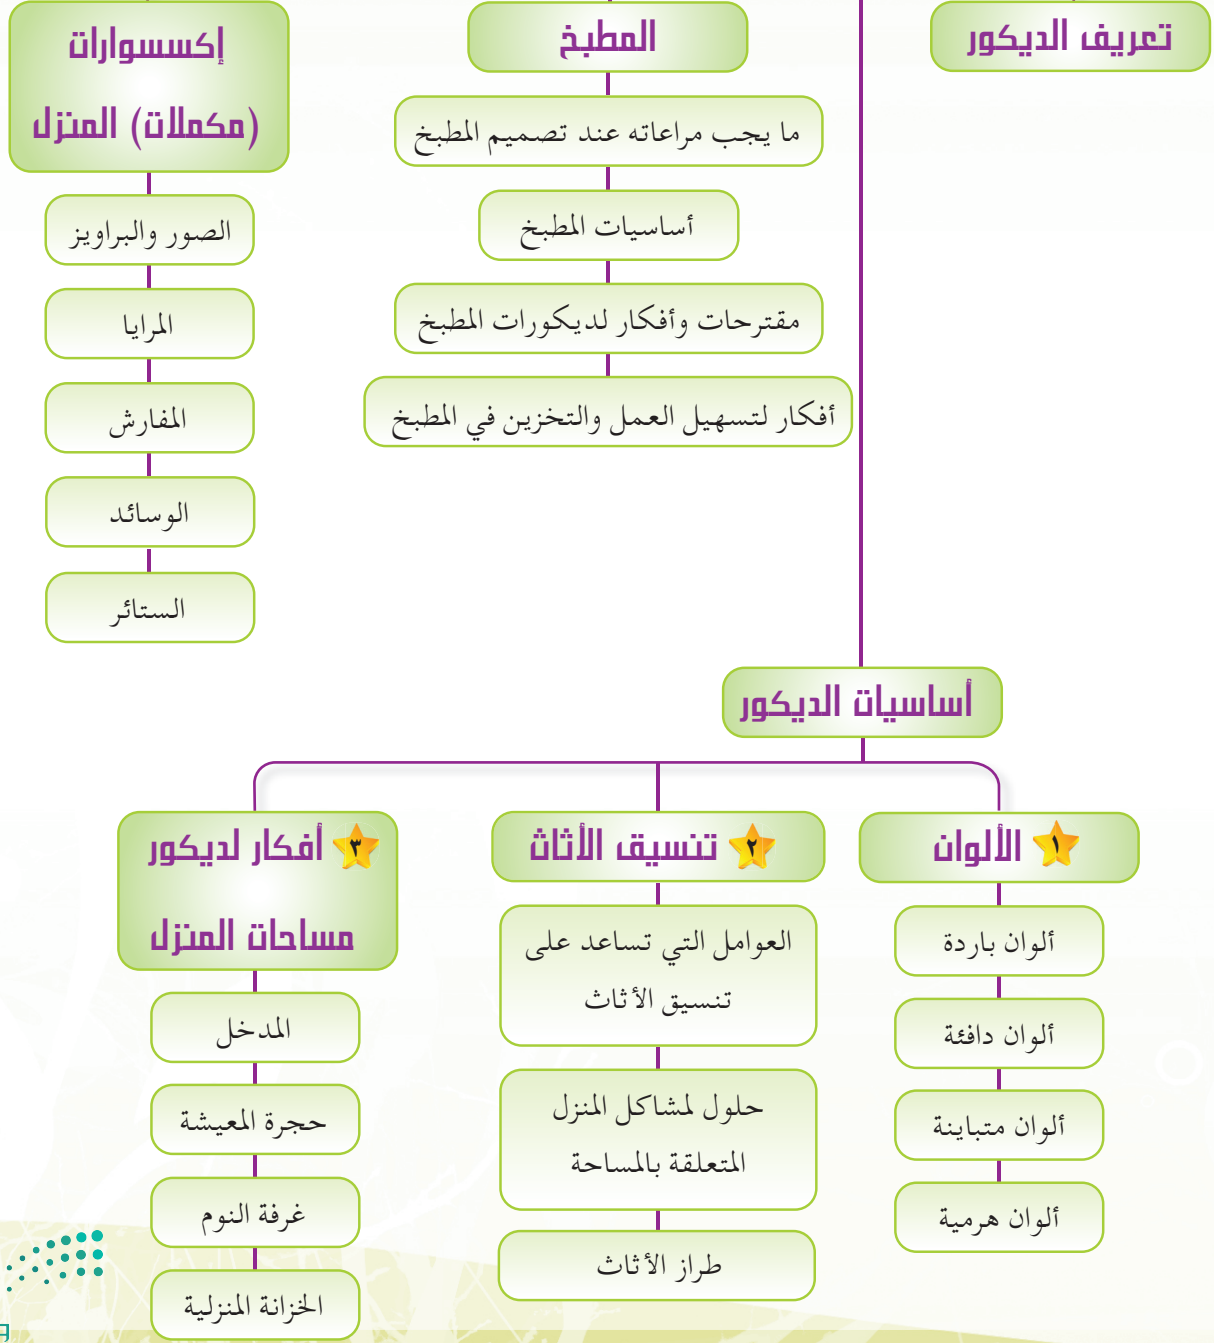 تعريف الديكور
المطبخ
ما يجب مراعاته عند تصميم المطبخ
أساسيات المطبخ
مقترحات وأفكار لديكورات المطبخ
أفكار لتسهيل العمل والتخزين في المطبخ
إكسسوارات
(مكملات) المنزل
الصور والبراويز
المرايا
المفارش
الوسائد
الستائر
أساسيات الديكور
١ الألوان
ألوان باردة
ألوان دافئة
ألوان متباينة
ألوان هرمية
٢ تنسيق الأثاث
العوامل التي تساعد على
تنسيق الأثاث
حلول لمشاكل المنزل
المتعلقة بالمساحة
طراز الأثاث
٣ أفكار لديكور
مساحات المنزل
المدخل
حجرة المعيشة
غرفة النوم
الخزانة المنزلية